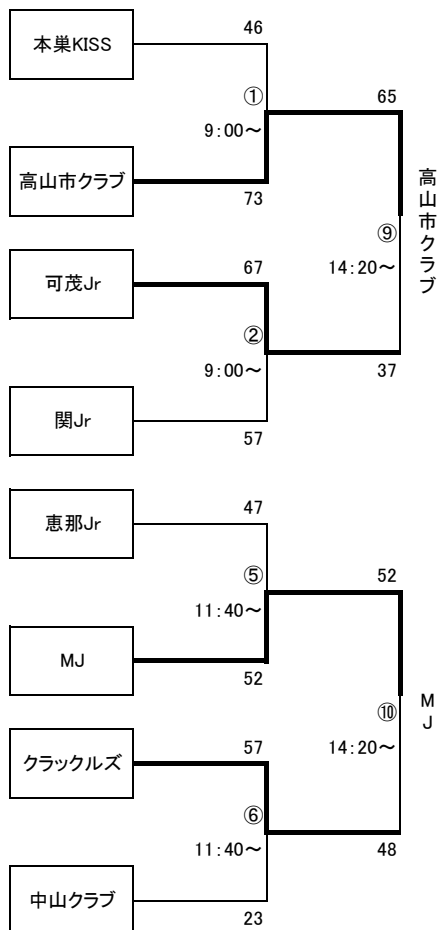 46
本巣KISS
①
65
9:00～
高山市クラブ
73
高山市クラブ
⑨
67
可茂Jr
14:20～
②
9:00～
37
関Jr
57
47
恵那Jr
⑤
52
11:40～
MJ
52
MJ
⑩
57
クラックルズ
14:20～
⑥
11:40～
48
中山クラブ
23